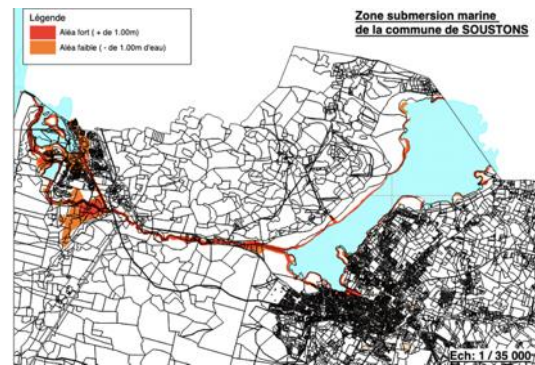 Légende
Aléa fort ( + de 1.00m)
Aléa faible ( - de 1.00m d'eau)
Zone submersion marine
de la commune de SOUSTONS
Ech: 1 / 35 000